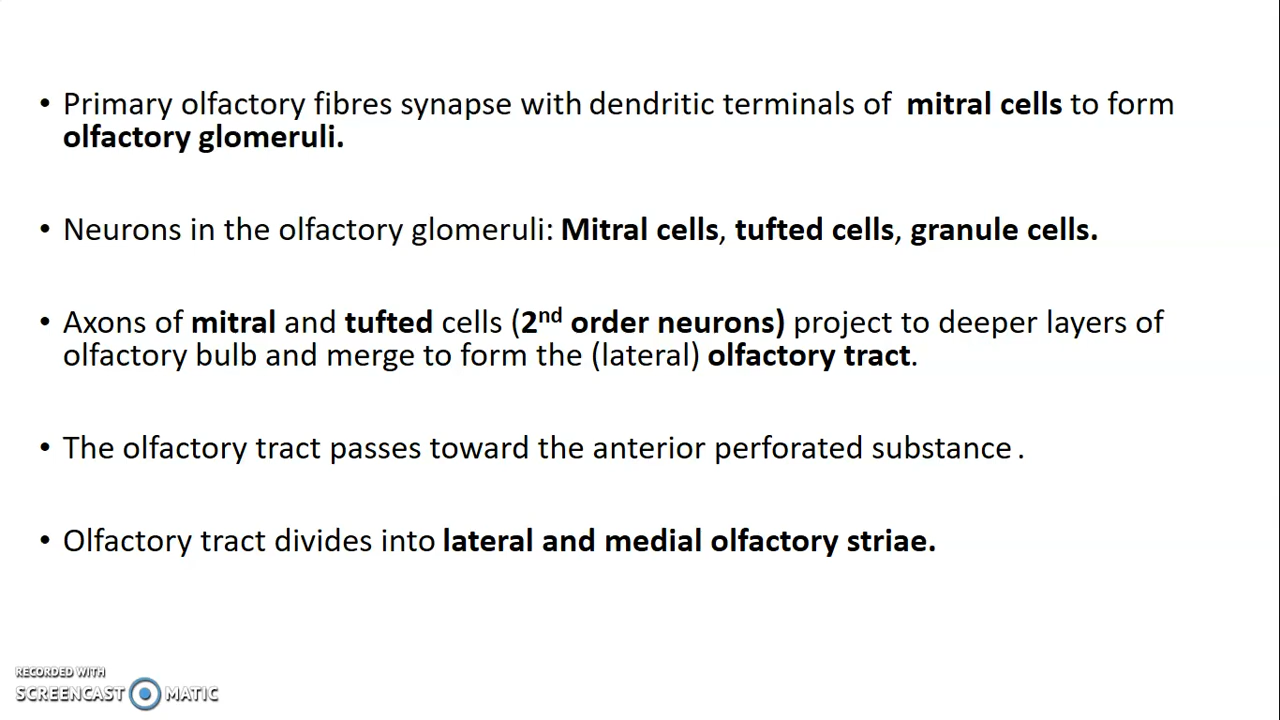 • Primary olfactory fibres synapse with dendritic terminals of mitral cells to form
olfactory glomeruli.
• Neurons in the olfactory glomeruli: Mitral cells, tufted cells, granule cells.
• Axons of mitral and tufted cells (2nd order neurons) project to deeper layers of
olfactory bulb and merge to form the (lateral) olfactory tract.
• The olfactory tract passes toward the anterior perforated substance .
• Olfactory tract divides into lateral and medial olfactory striae.
RECORDED WITH
SCREENCAST MATIC